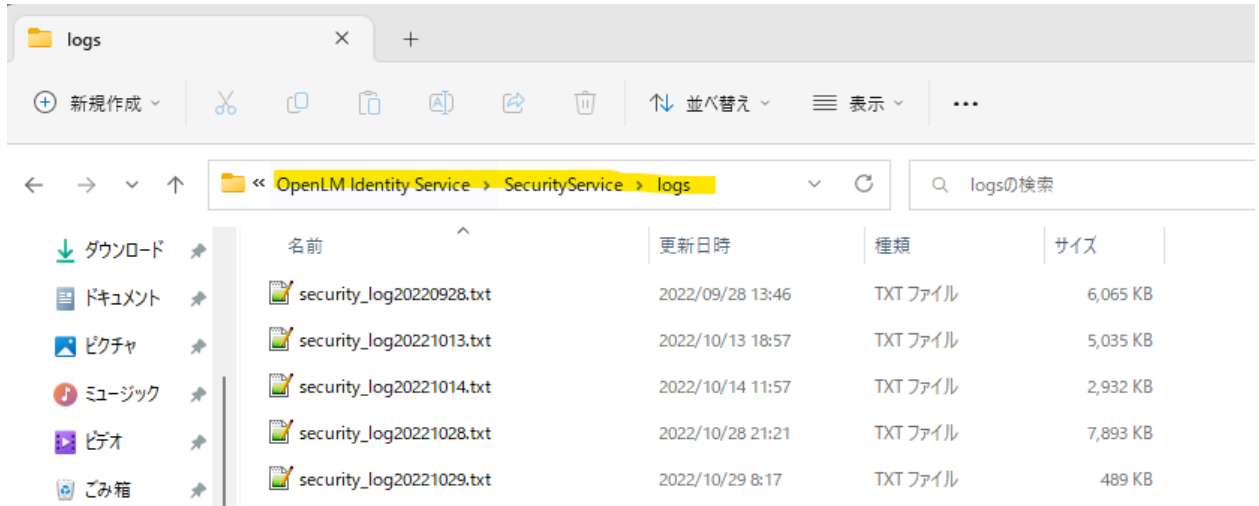 logs
新規作成
並べ替え
表示
« OpenLM Identity Service > SecurityService > logs
logsの検索
名前 更新日時 種類 サイズ
ダウンロード
ドキュメント
ピクチャ
ミュージック
ビデオ
ごみ箱
security_log20220928.txt 2022/09/28 13:46 TXT ファイル 6,065 KB
security_log20221013.txt 2022/10/13 18:57 TXT ファイル 5,035 KB
security_log20221014.txt 2022/10/14 11:57 TXT ファイル 2,932 KB
security_log20221028.txt 2022/10/28 21:21 TXT ファイル 7,893 KB
security_log20221029.txt 2022/10/29 8:17 TXT ファイル 489 KB